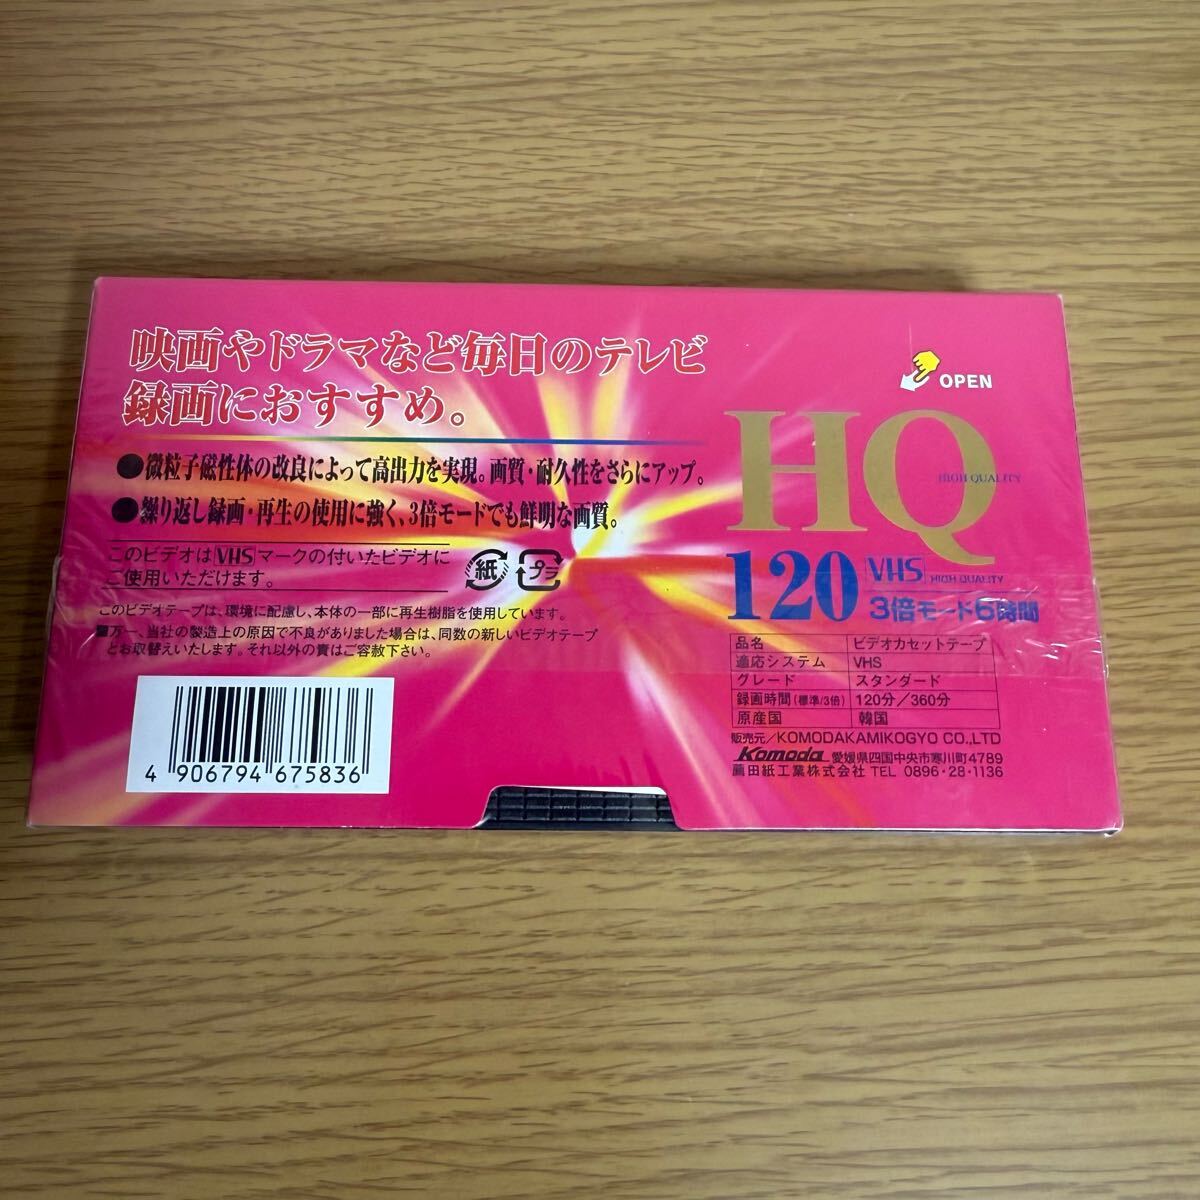 映画やドラマなど毎日のテレビ
録画におすすめ。
●微粒子磁性体の改良によって高出力を実現。画質・耐久性をさらにアップ。
●繰り返し録画・再生の使用に強く、3倍モードでも鮮明な画質。
このビデオはVHSマークの付いたビデオに
ご使用いただけます。
紙 プラ
このビデオテープは、環境に配慮し、本体の一部に再生樹脂を使用しています。
■万一、当社の製造上の原因で不良がありました場合は、同数の新しいビデオテープ
とお取替えいたします。それ以外の責はご容赦下さい。
4 906794 675836
OPEN
HQ
HIGH QUALITY
120 VHS HIGH QUALITY
3倍モード6時間
品名 ビデオカセットテープ
適応システム VHS
グレード スタンダード
録画時間(標準/3倍) 120分/360分
原産国 韓国
販売元/KOMODAKAMIKOGYO CO.,LTD
Komoda 愛媛県四国中央市寒川町4789
薦田紙工業株式会社 TEL 0896・28・1136